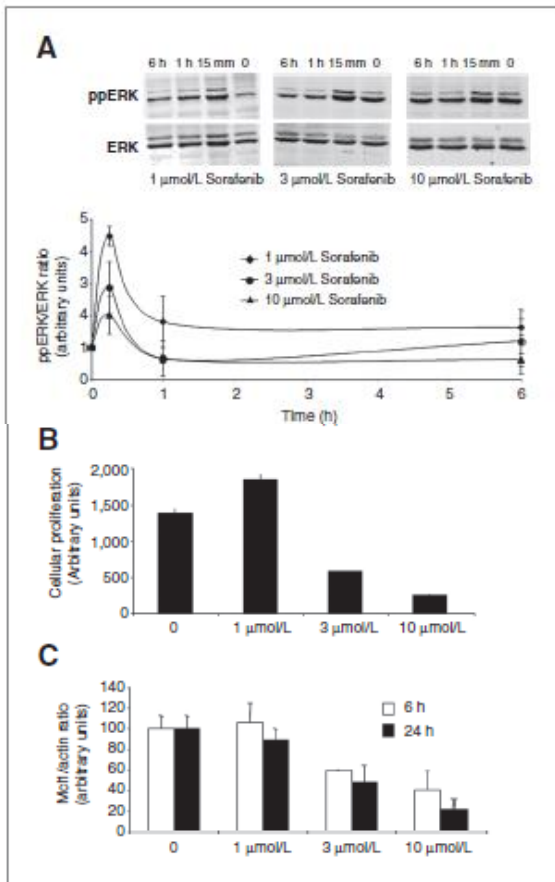 A
6 h 1 h 15 mm 0
6 h 1 h 15 mm 0
6 h 1 h 15 mm 0
ppERK
ERK
1 µmol/L Sorafenib
3 µmol/L Sorafenib
10 µmol/L Sorafenib
ppERK/ERK ratio
(arbitrary units)
5
4
3
4
1
0
1 µmol/L Sorafenib
3 µmol/L Sorafenib
10 µmol/L Sorafenib
0 1 2 3 4 5 6
Time (h)
B
Cellular proliferation
(Arbitrary units)
2,000
1,500
1,000
500
0
0 1 µmol/L 3 µmol/L 10 µmol/L
C
Mcl1/actin ratio
(arbitrary units)
140
120
100
80
60
40
20
0
6 h
24 h
0 1 µmol/L 3 µmol/L 10 µmol/L